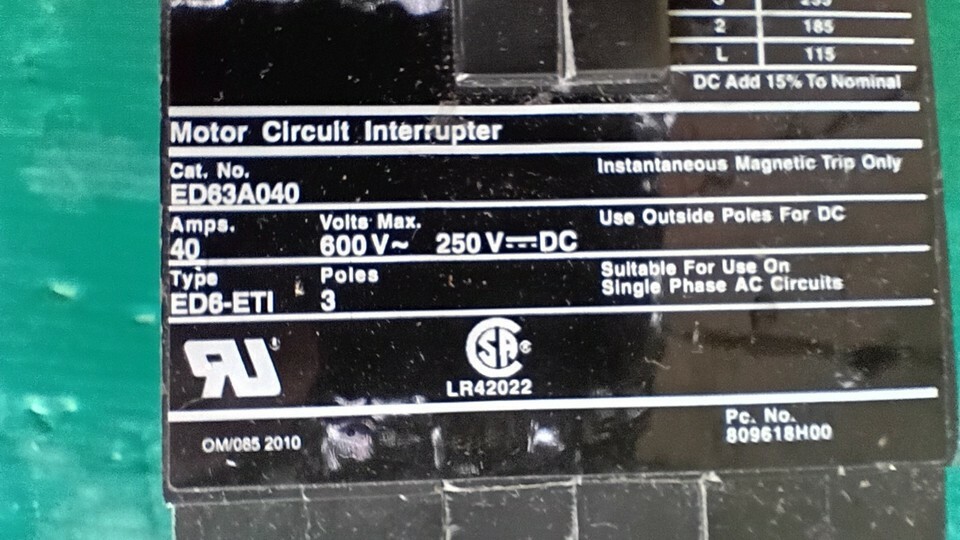 2 185
L 115
DC Add 15% To Nominal
Motor Circuit Interrupter
Cat. No. Instantaneous Magnetic Trip Only
ED63A040
Amps. Volts Max. Use Outside Poles For DC
40 600 V~ 250 V⎓DC
Type Poles Suitable For Use On
ED6-ETI 3 Single Phase AC Circuits
RU
SA
LR42022
Pc. No.
809618H00
OM/085 2010